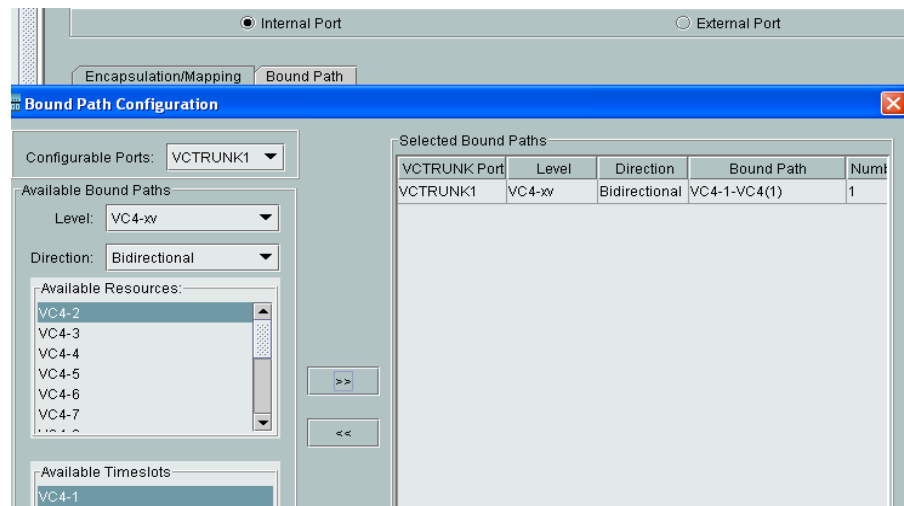 Internal Port
External Port
Encapsulation/Mapping
Bound Path
Bound Path Configuration
Configurable Ports: VCTRUNK1
Available Bound Paths
Level: VC4-xv
Direction: Bidirectional
Available Resources:
VC4-2
VC4-3
VC4-4
VC4-5
VC4-6
VC4-7
Available Timeslots
VC4-1
>>
<<
Selected Bound Paths
VCTRUNK Port Level Direction Bound Path
VCTRUNK1 VC4-xv Bidirectional VC4-1-VC4(1) 1